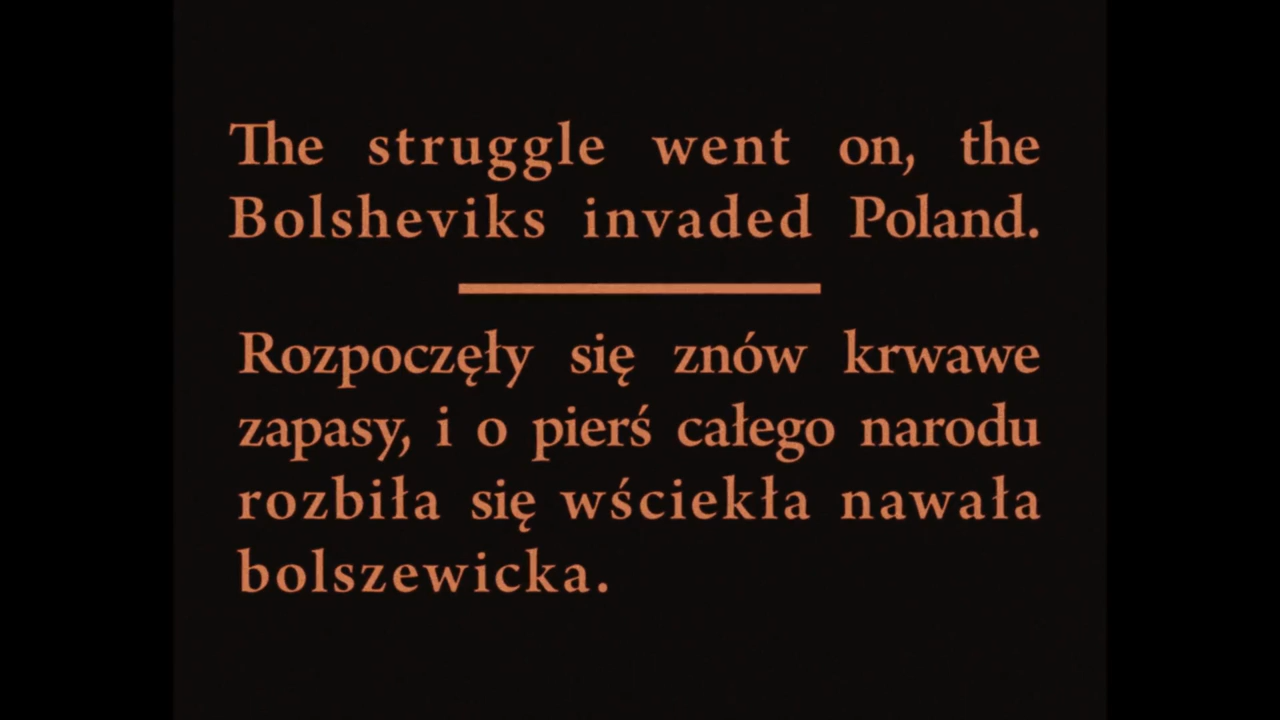 The struggle went on, the
Bolsheviks invaded Poland.
Rozpoczęły się znów krwawe
zapasy, i o pierś całego narodu
rozbiła się wściekła nawała
bolszewicka.